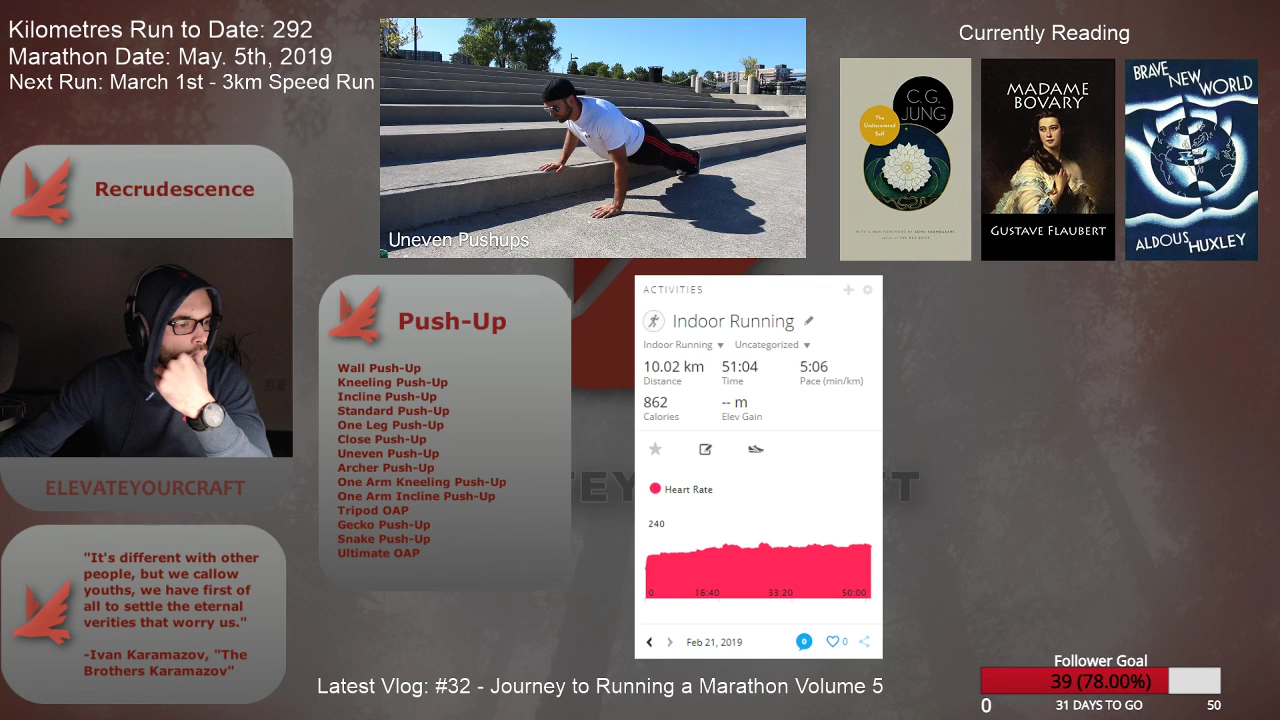 Kilometres Run to Date: 292
Marathon Date: May. 5th, 2019
Next Run: March 1st - 3km Speed Run
Uneven Pushups
Currently Reading
C. G.
JUNG
The
Undiscovered
Self
MADAME
BOVARY
GUSTAVE FLAUBERT
BRAVE NEW WORLD
ALDOUS HUXLEY
Recrudescence
ELEVATEYOURCRAFT
"It's different with other
people, but we callow
youths, we have first of
all to settle the eternal
verities that worry us."
-Ivan Karamazov, "The
Brothers Karamazov"
Push-Up
Wall Push-Up
Kneeling Push-Up
Incline Push-Up
Standard Push-Up
One Leg Push-Up
Close Push-Up
Uneven Push-Up
Archer Push-Up
One Arm Kneeling Push-Up
One Arm Incline Push-Up
Tripod OAP
Gecko Push-Up
Snake Push-Up
Ultimate OAP
ACTIVITIES
Indoor Running
Indoor Running Uncategorized
10.02 km 51:04 5:06
Distance Time Pace (min/km)
862 -- m
Calories Elev Gain
Heart Rate
240
0 16:40 33:20 50:00
Feb 21, 2019 0 0
Latest Vlog: #32 - Journey to Running a Marathon Volume 5
Follower Goal
39 (78.00%)
0 31 DAYS TO GO 50